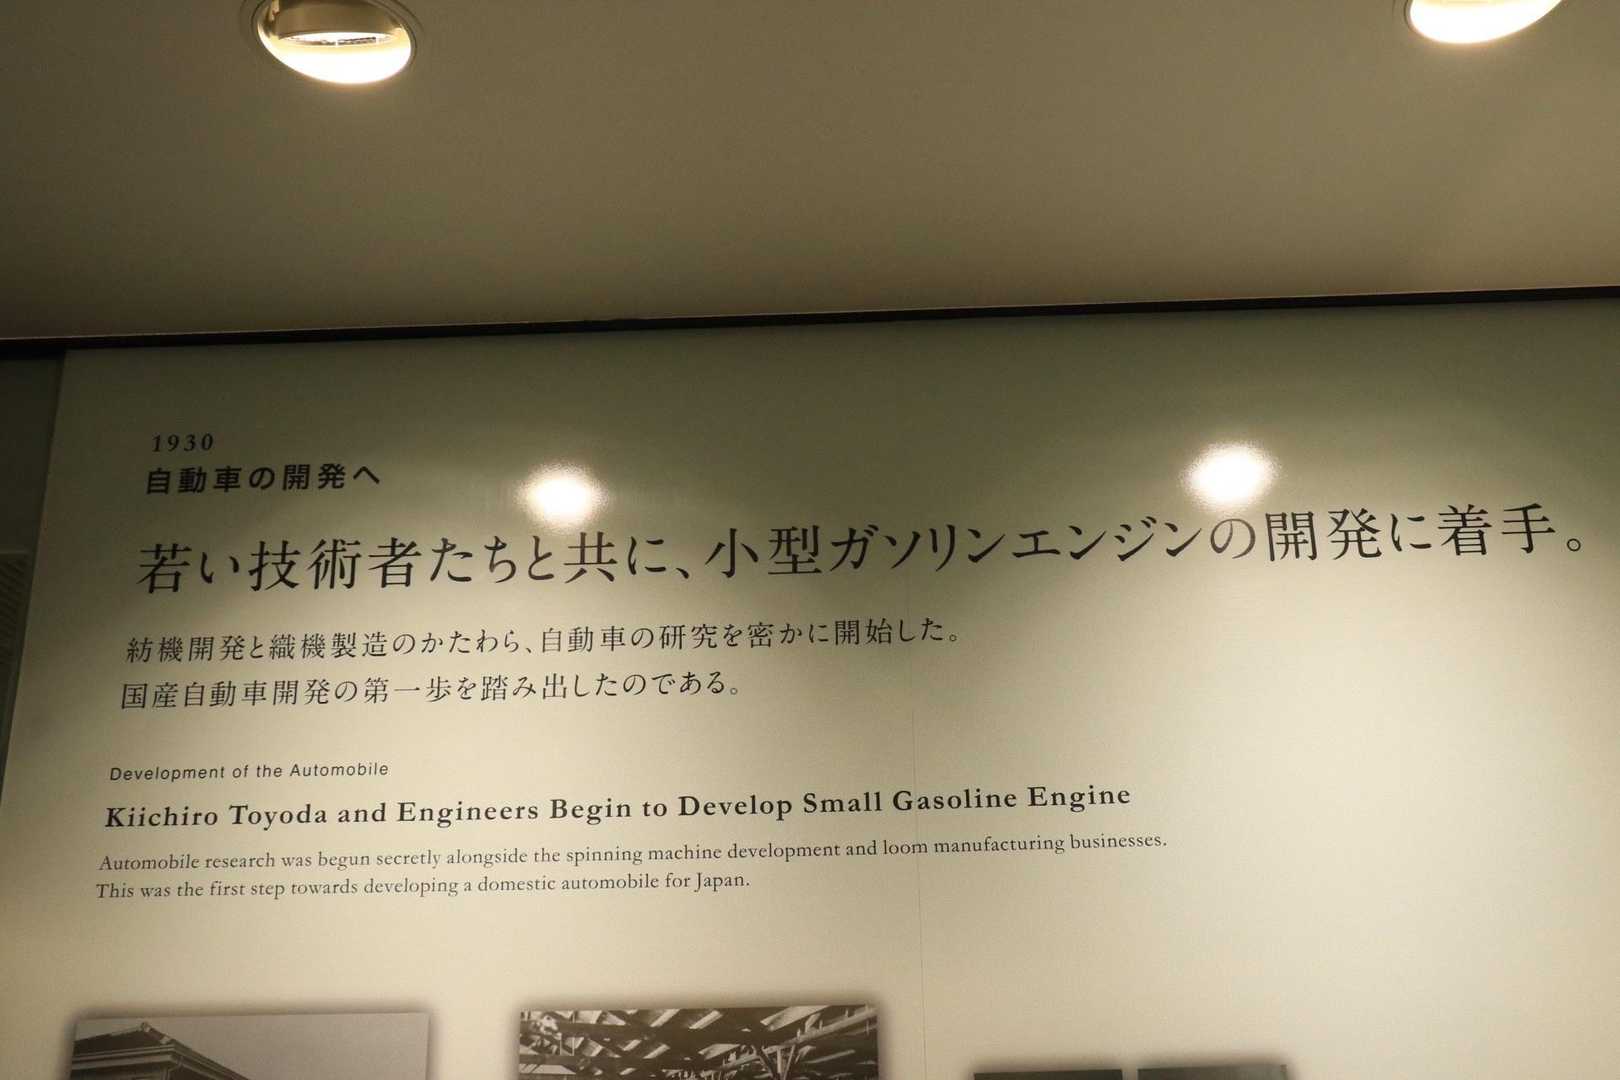 1930
自動車の開発へ
若い技術者たちと共に、小型ガソリンエンジンの開発に着手。
紡機開発と織機製造のかたわら、自動車の研究を密かに開始した。
国産自動車開発の第一歩を踏み出したのである。
Development of the Automobile
Kiichiro Toyoda and Engineers Begin to Develop Small Gasoline Engine
Automobile research was begun secretly alongside the spinning machine development and loom manufacturing businesses.
This was the first step towards developing a domestic automobile for Japan.